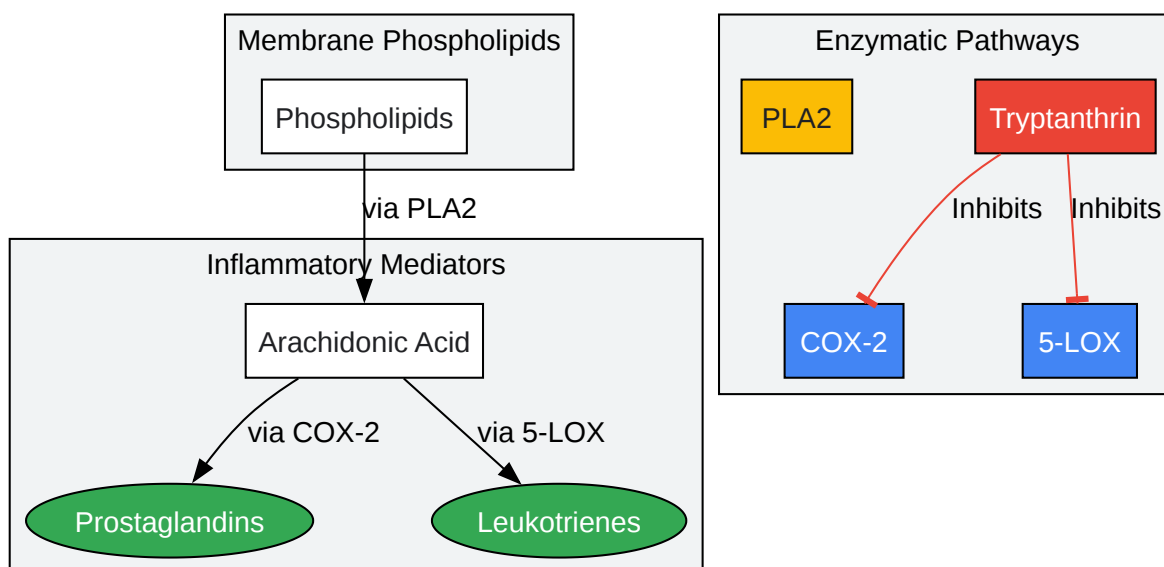 Membrane Phospholipids
Phospholipids
via PLA2
Inflammatory Mediators
Arachidonic Acid
via COX-2
via 5-LOX
Prostaglandins
Leukotrienes
Enzymatic Pathways
PLA2
Tryptanthrin
Inhibits
Inhibits
COX-2
5-LOX